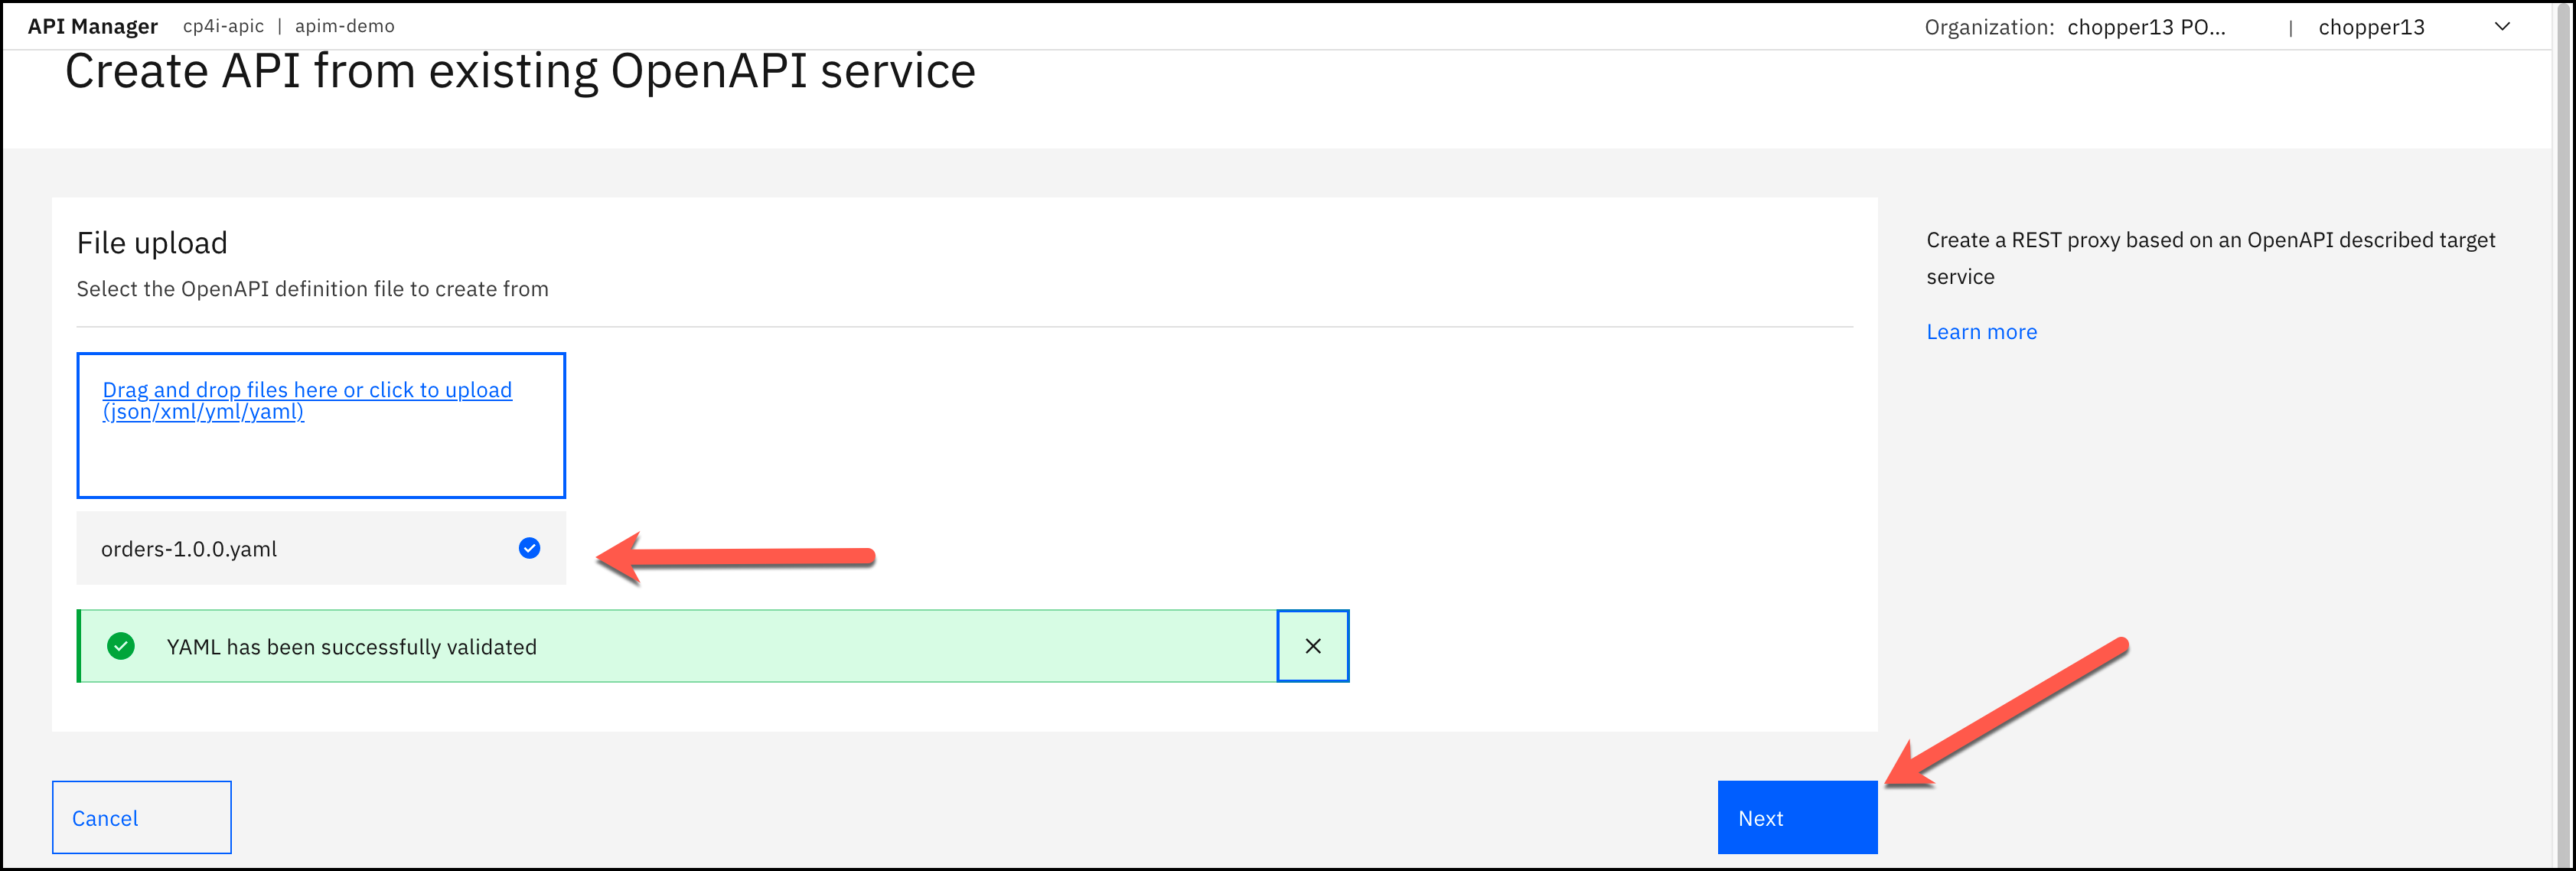 API Manager cp4i-apic | apim-demo Organization: chopper13 PO... | chopper13
Create API from existing OpenAPI service
File upload
Select the OpenAPI definition file to create from
Drag and drop files here or click to upload
(json/xml/yml/yaml)
orders-1.0.0.yaml
YAML has been successfully validated
Create a REST proxy based on an OpenAPI described target
service
Learn more
Cancel
Next